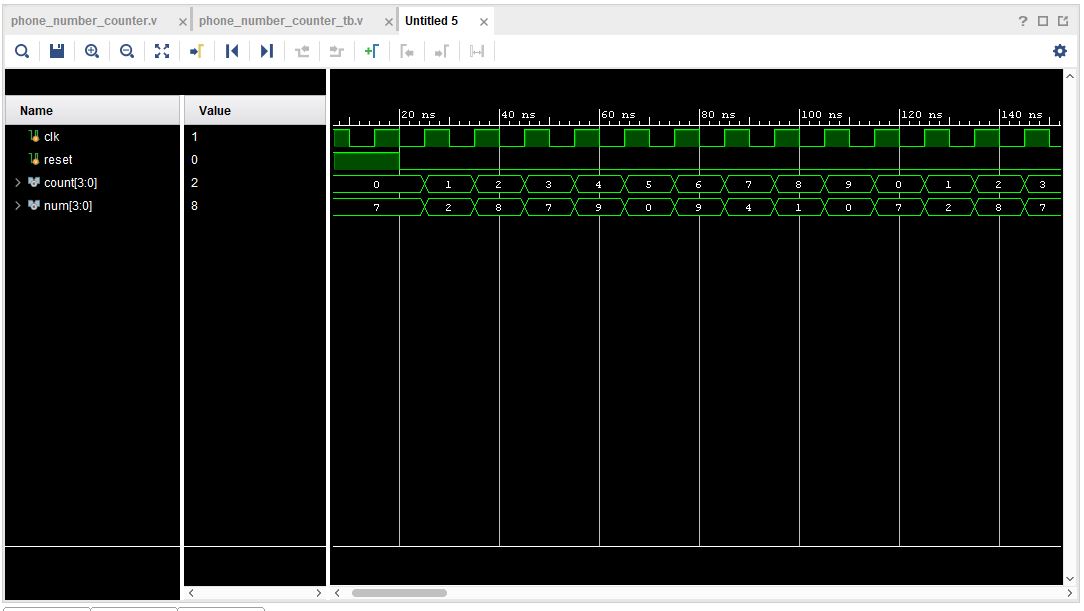 phone_number_counter.v × phone_number_counter_tb.v × Untitled 5 × ?
Name Value
20 ns 40 ns 60 ns 80 ns 100 ns 120 ns 140 ns
clk 1
reset 0
count[3:0] 2 0 1 2 3 4 5 6 7 8 9 0 1 2 3
num[3:0] 8 7 2 8 7 9 0 9 4 1 0 7 2 8 7